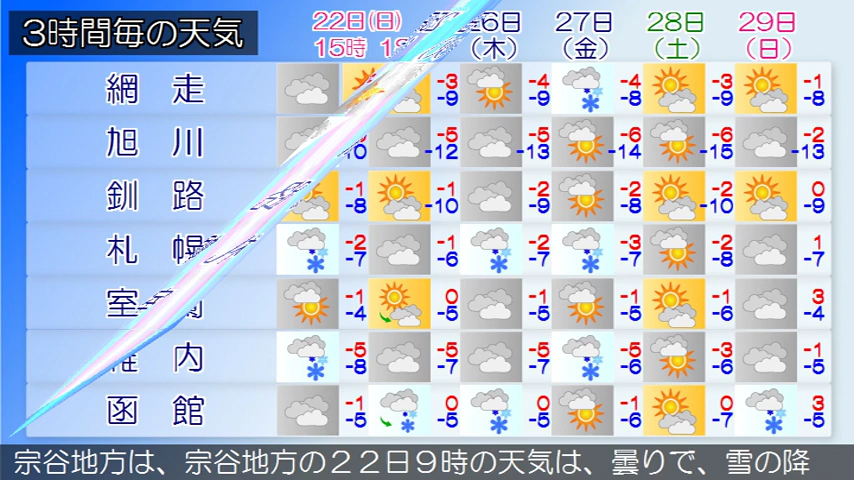 3時間毎の天気
22日(日) 6日 27日 28日 29日
15時 (木) (金) (土) (日)
網走 -3 -9 -4 -9 -4 -8 -3 -9 -1 -8
旭川 -10 -5 -12 -5 -13 -6 -14 -6 -15 -2 -13
釧路 -1 -8 -1 -10 -2 -9 -2 -8 -2 -10 0 -9
札幌 -2 -7 -1 -6 -2 -7 -3 -7 -2 -8 1 -7
室蘭 -1 -4 0 -5 -1 -5 -1 -5 -1 -6 3 -4
稚内 -5 -8 -5 -7 -5 -7 -5 -6 -3 -6 -1 -5
函館 -1 -5 0 -5 0 -5 -1 -6 0 -7 3 -5
宗谷地方は、宗谷地方の22日9時の天気は、曇りで、雪の降